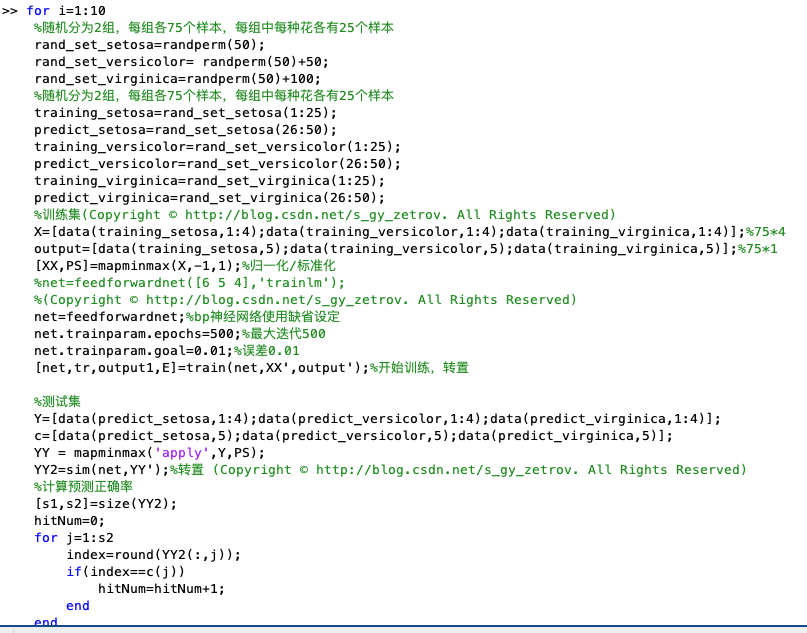 >> for i=1:10
%随机分为2组，每组各75个样本，每组中每种花各有25个样本
rand_set_setosa=randperm(50);
rand_set_versicolor= randperm(50)+50;
rand_set_virginica=randperm(50)+100;
%随机分为2组，每组各75个样本，每组中每种花各有25个样本
training_setosa=rand_set_setosa(1:25);
predict_setosa=rand_set_setosa(26:50);
training_versicolor=rand_set_versicolor(1:25);
predict_versicolor=rand_set_versicolor(26:50);
training_virginica=rand_set_virginica(1:25);
predict_virginica=rand_set_virginica(26:50);
%训练集(Copyright © http://blog.csdn.net/s_gy_zetrov. All Rights Reserved)
X=[data(training_setosa,1:4);data(training_versicolor,1:4);data(training_virginica,1:4)];%75*4
output=[data(training_setosa,5);data(training_versicolor,5);data(training_virginica,5)];%75*1
[XX,PS]=mapminmax(X,-1,1);%归一化/标准化
%net=feedforwardnet([6 5 4],'trainlm');
%(Copyright © http://blog.csdn.net/s_gy_zetrov. All Rights Reserved)
net=feedforwardnet;%bp神经网络使用缺省设定
net.trainparam.epochs=500;%最大迭代500
net.trainparam.goal=0.01;%误差0.01
[net,tr,output1,E]=train(net,XX',output');%开始训练，转置
%测试集
Y=[data(predict_setosa,1:4);data(predict_versicolor,1:4);data(predict_virginica,1:4)];
c=[data(predict_setosa,5);data(predict_versicolor,5);data(predict_virginica,5)];
YY = mapminmax('apply',Y,PS);
YY2=sim(net,YY');%转置 (Copyright © http://blog.csdn.net/s_gy_zetrov. All Rights Reserved)
%计算预测正确率
[s1,s2]=size(YY2);
hitNum=0;
for j=1:s2
index=round(YY2(:,j));
if(index==c(j))
hitNum=hitNum+1;
end
end